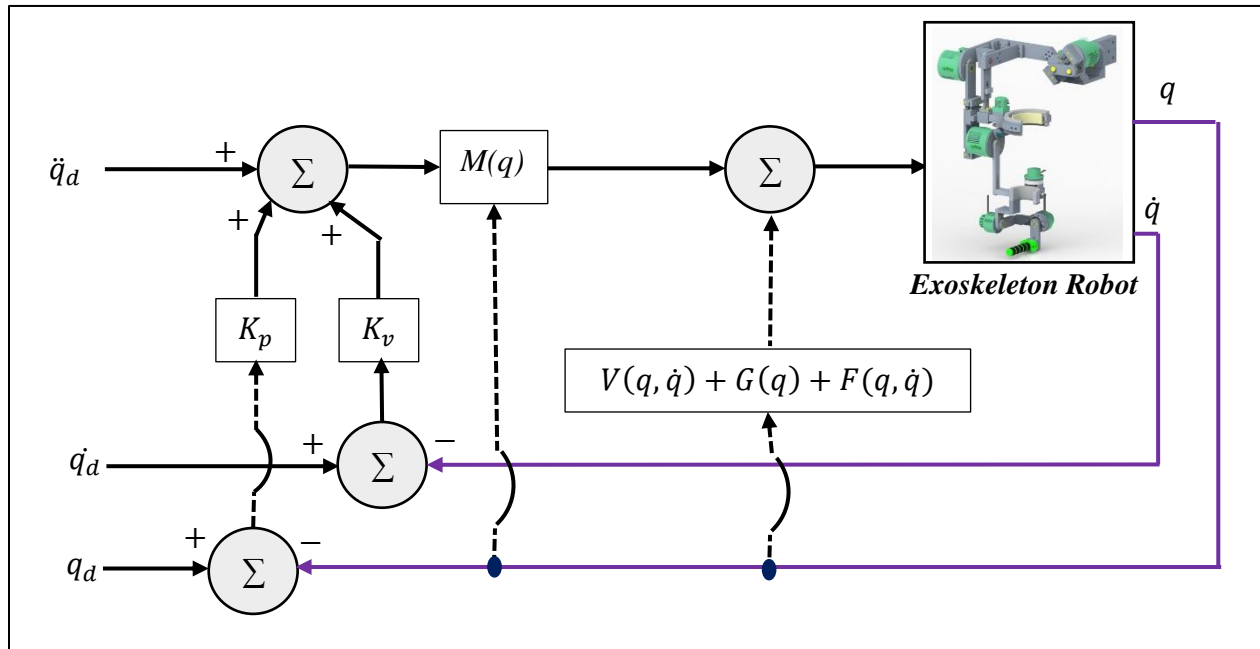 q
+
q̈_d
Σ
M(q)
Σ
+
+
q̇
Exoskeleton Robot
K_p
K_v
V(q, q̇) + G(q) + F(q, q̇)
+
−
q̇_d
Σ
+
−
q_d
Σ